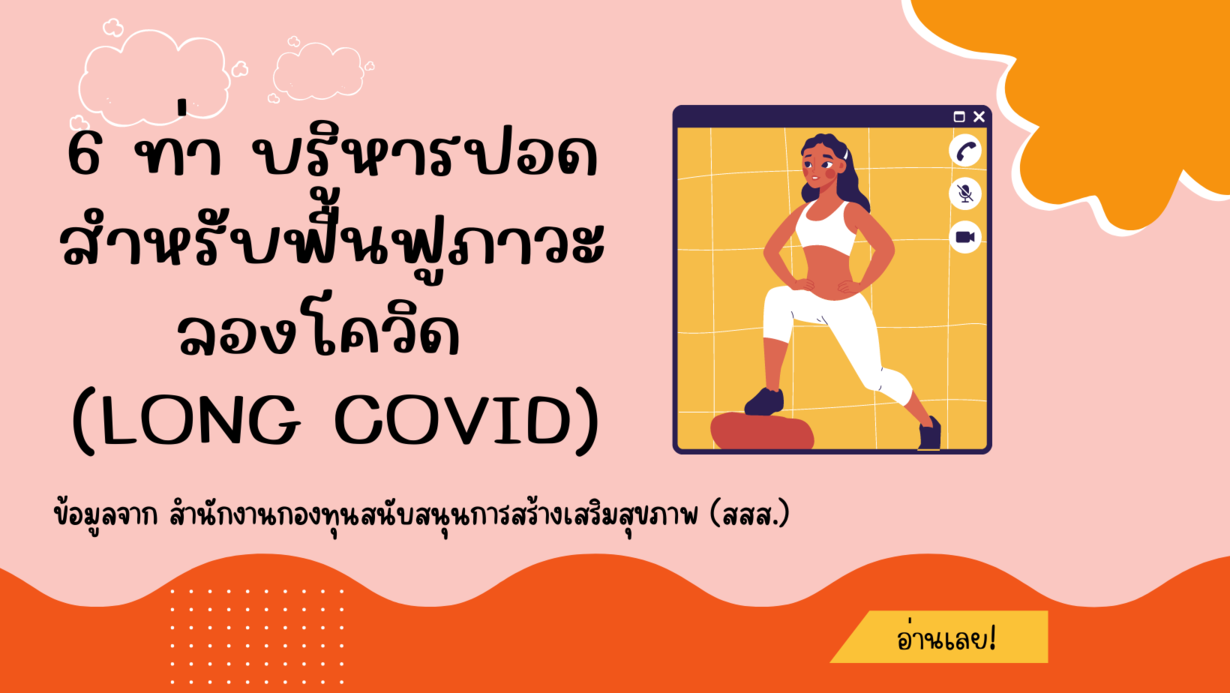 6 ท่า บริหารปอด
สำหรับฟื้นฟูภาวะ
ลองโควิด
(LONG COVID)
ข้อมูลจาก สำนักงานกองทุนสนับสนุนการสร้างเสริมสุขภาพ (สสส.)
อ่านเลย!